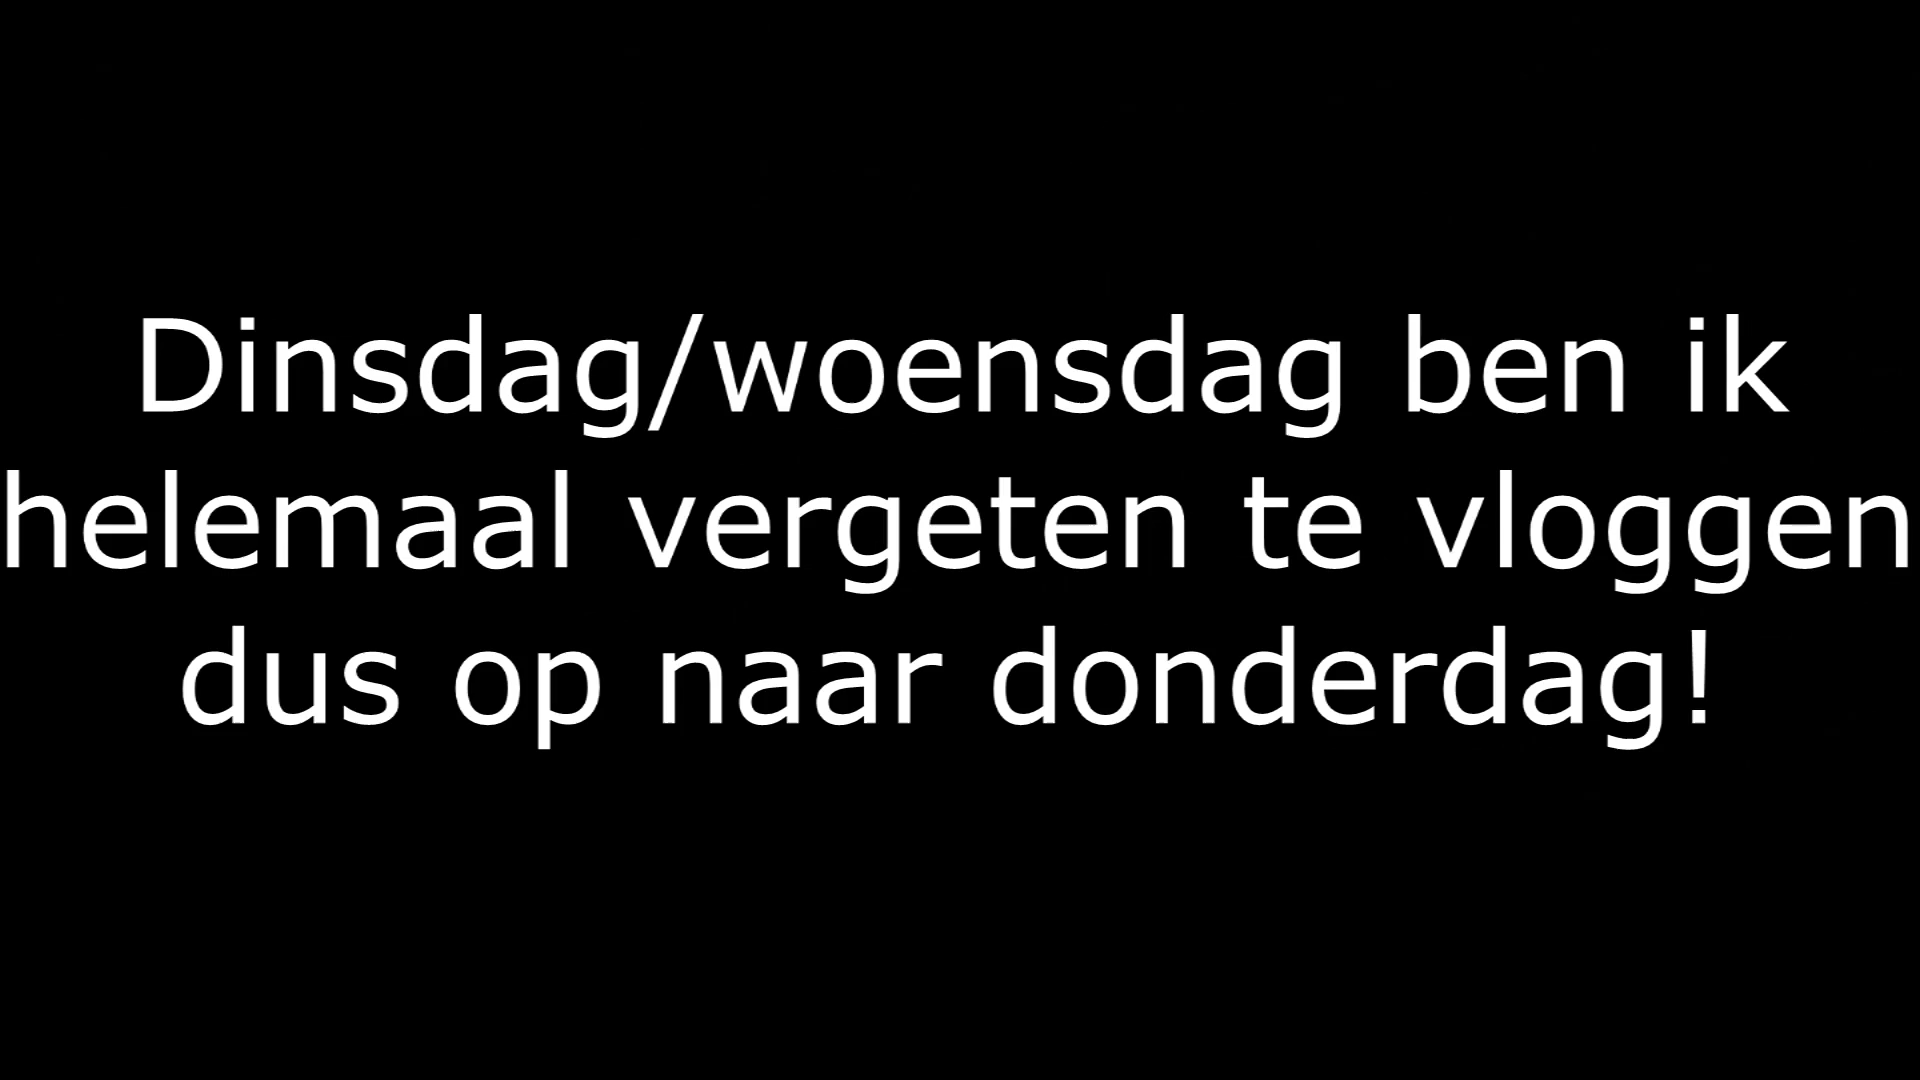 Dinsdag/woensdag ben ik
helemaal vergeten te vloggen
dus op naar donderdag!